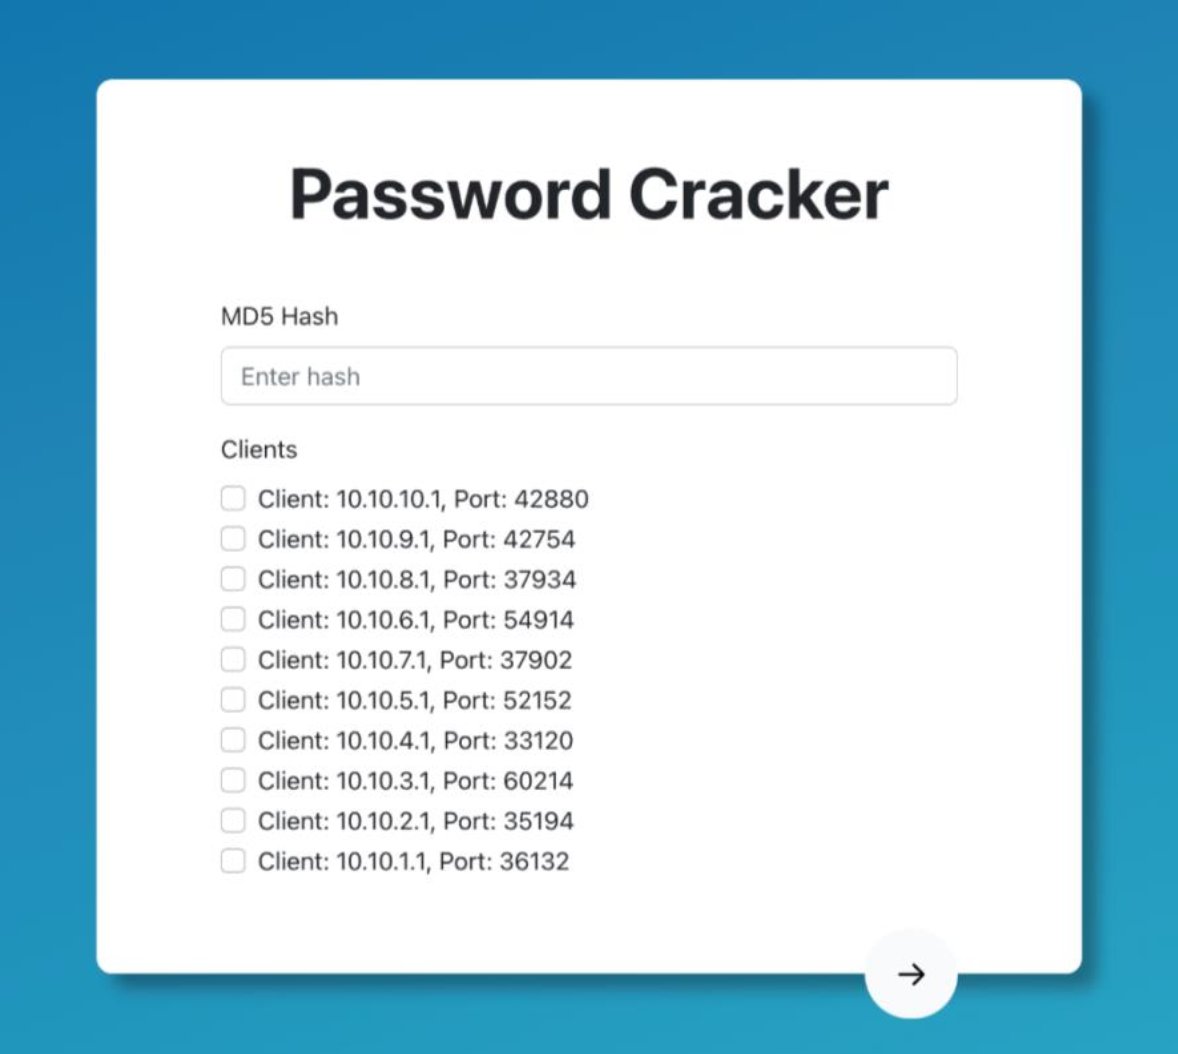 Password Cracker
MD5 Hash
Enter hash
Clients
Client: 10.10.10.1, Port: 42880
Client: 10.10.9.1, Port: 42754
Client: 10.10.8.1, Port: 37934
Client: 10.10.6.1, Port: 54914
Client: 10.10.7.1, Port: 37902
Client: 10.10.5.1, Port: 52152
Client: 10.10.4.1, Port: 33120
Client: 10.10.3.1, Port: 60214
Client: 10.10.2.1, Port: 35194
Client: 10.10.1.1, Port: 36132